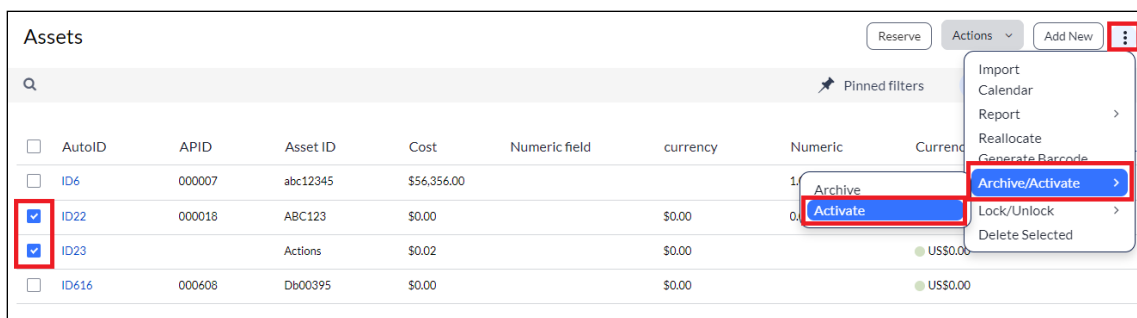 Assets Reserve Actions Add New
Import
Pinned filters Calendar
Report
Reallocate
AutoID APID Asset ID Cost Numeric field currency Numeric Currenc Generate Barcode
ID6 000007 abc12345 $56,356.00 Archive Archive/Activate
ID22 000018 ABC123 $0.00 $0.00 Activate Lock/Unlock
Delete Selected
ID23 Actions $0.02 $0.00 US$0.00
ID616 000608 Db00395 $0.00 $0.00 US$0.00